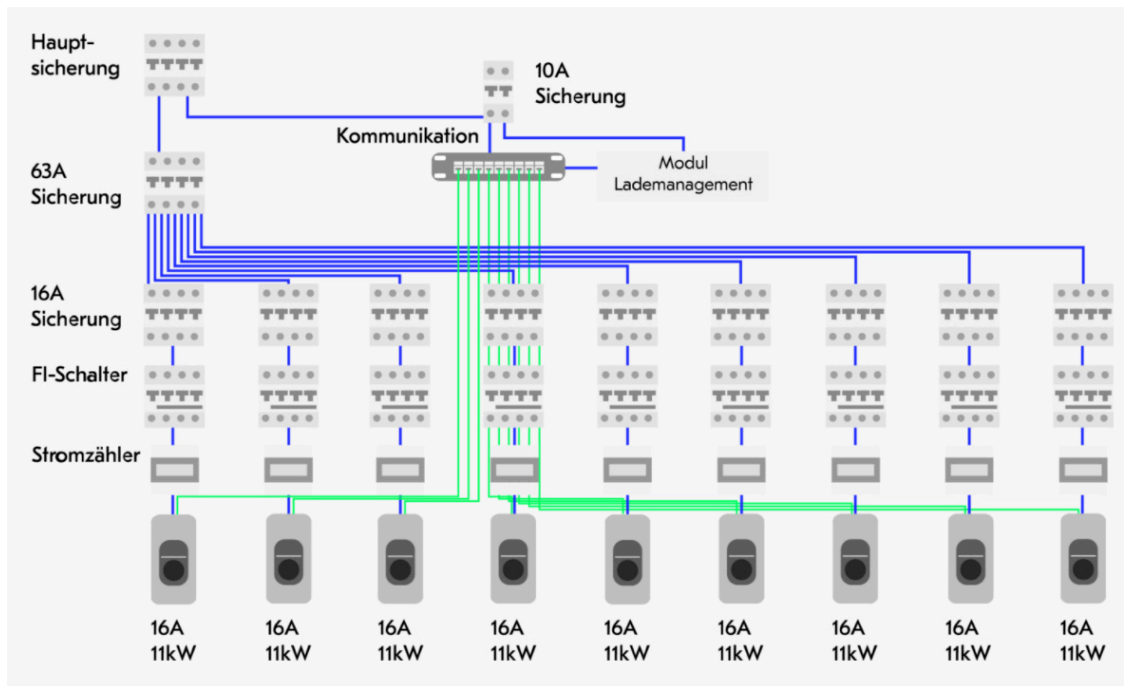 Haupt-
sicherung
10A
Sicherung
Kommunikation
Modul
Lademanagement
63A
Sicherung
16A
Sicherung
FI-Schalter
Stromzähler
16A
11kW
16A
11kW
16A
11kW
16A
11kW
16A
11kW
16A
11kW
16A
11kW
16A
11kW
16A
11kW